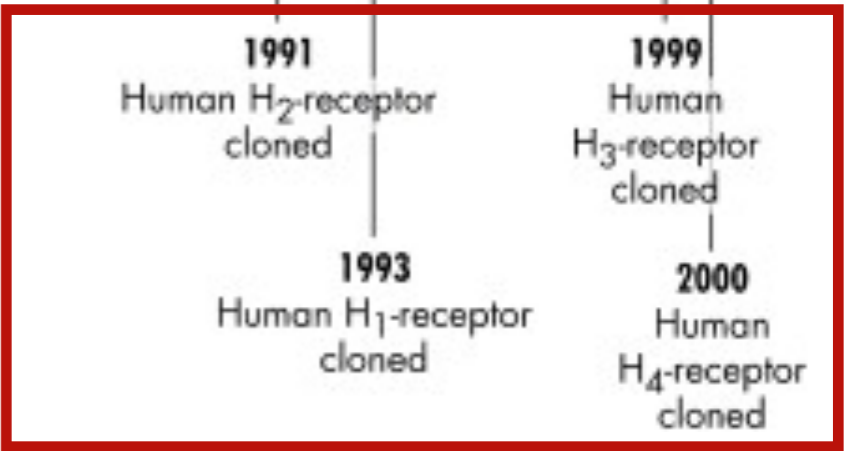 1991
Human H₂-receptor
cloned
1993
Human H₁-receptor
cloned
1999
Human
H₃-receptor
cloned
2000
Human
H₄-receptor
cloned